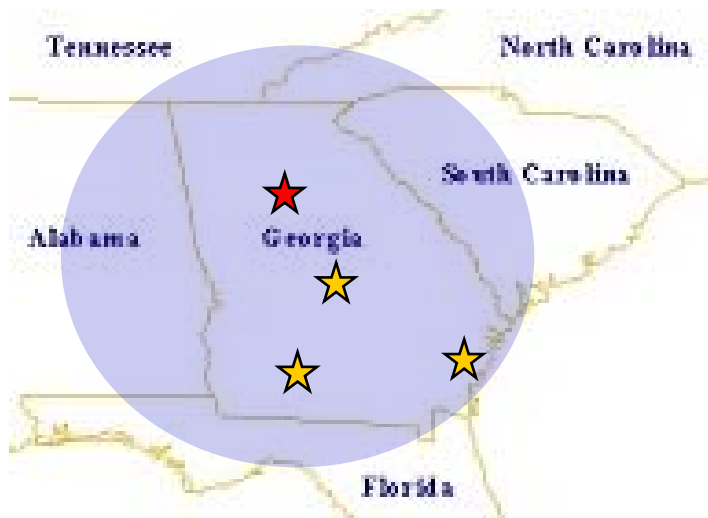 Tennessee
North Carolina
South Carolina
Alabama
Georgia
Florida